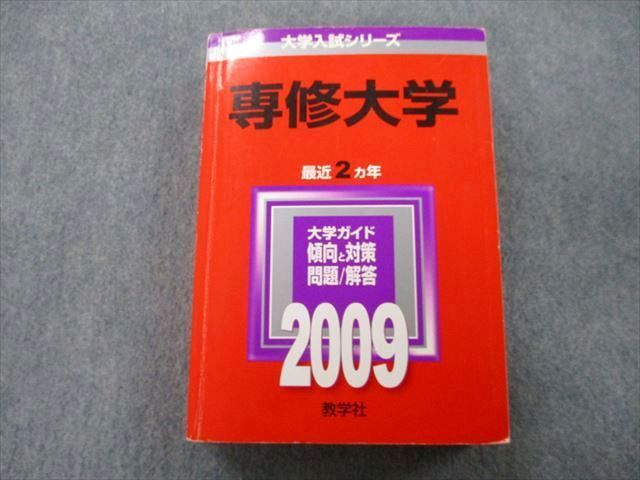 大学入試シリーズ
専修大学
最近2ヵ年
大学ガイド
傾向と対策
問題/解答
2009
教学社